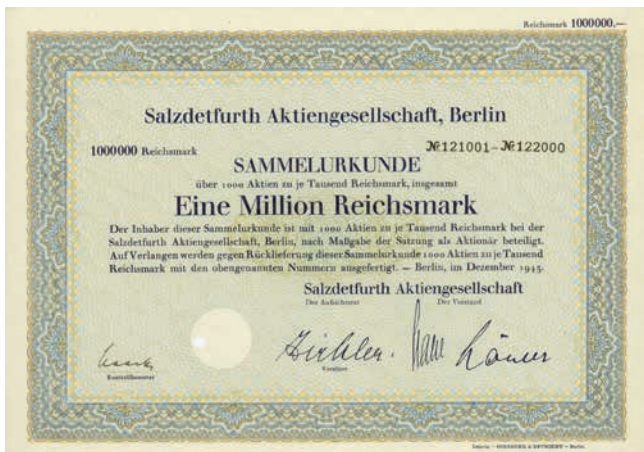 Reichsmark 1000000.—
Salzdetfurth Aktiengesellschaft, Berlin
1000000 Reichsmark
№121001–№122000
SAMMELURKUNDE
über 1000 Aktien zu je Tausend Reichsmark, insgesamt
Eine Million Reichsmark
Der Inhaber dieser Sammelurkunde ist mit 1000 Aktien zu je Tausend Reichsmark bei der
Salzdetfurth Aktiengesellschaft, Berlin, nach Maßgabe der Satzung als Aktionär beteiligt.
Auf Verlangen werden gegen Rücklieferung dieser Sammelurkunde 1000 Aktien zu je Tausend
Reichsmark mit den obengenannten Nummern ausgefertigt. — Berlin, im Dezember 1943.
Salzdetfurth Aktiengesellschaft
Der Aufsichtsrat Der Vorstand
Kontrollbeamter
Vorsitzer